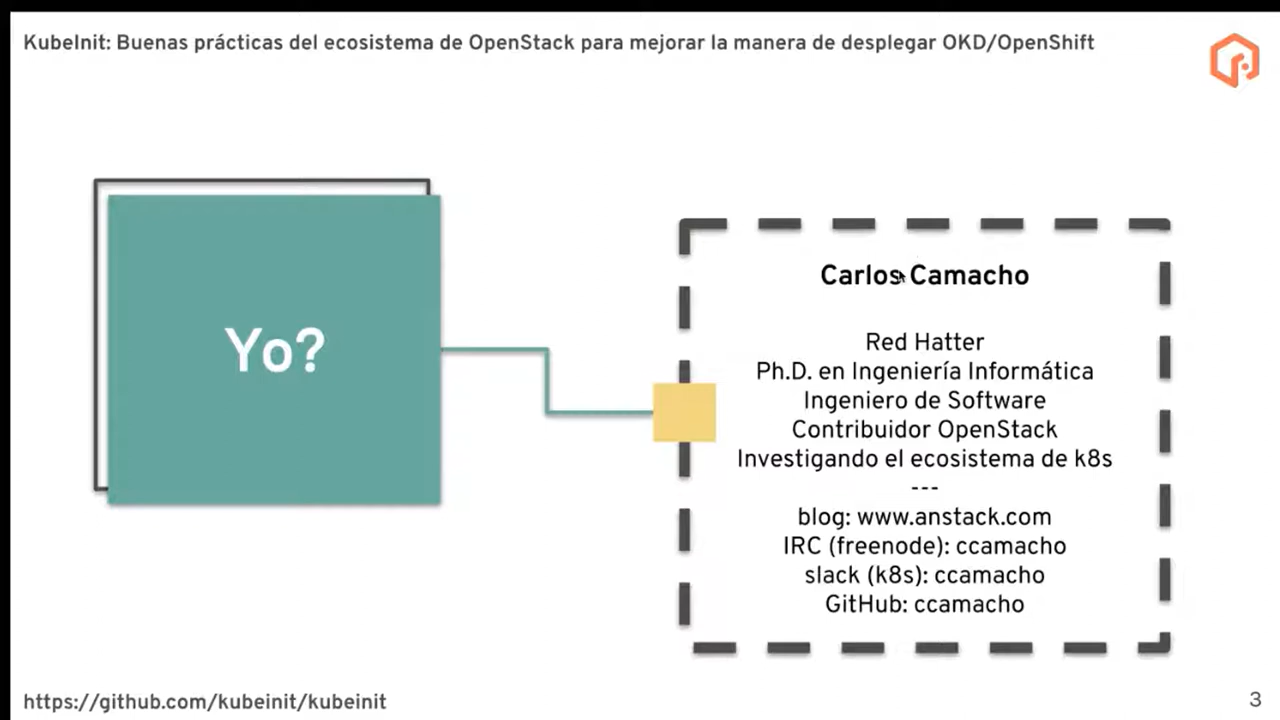 KubeInit: Buenas prácticas del ecosistema de OpenStack para mejorar la manera de desplegar OKD/OpenShift
Yo?
Carlos Camacho
Red Hatter
Ph.D. en Ingeniería Informática
Ingeniero de Software
Contribuidor OpenStack
Investigando el ecosistema de k8s
---
blog: www.anstack.com
IRC (freenode): ccamacho
slack (k8s): ccamacho
GitHub: ccamacho
https://github.com/kubeinit/kubeinit
3